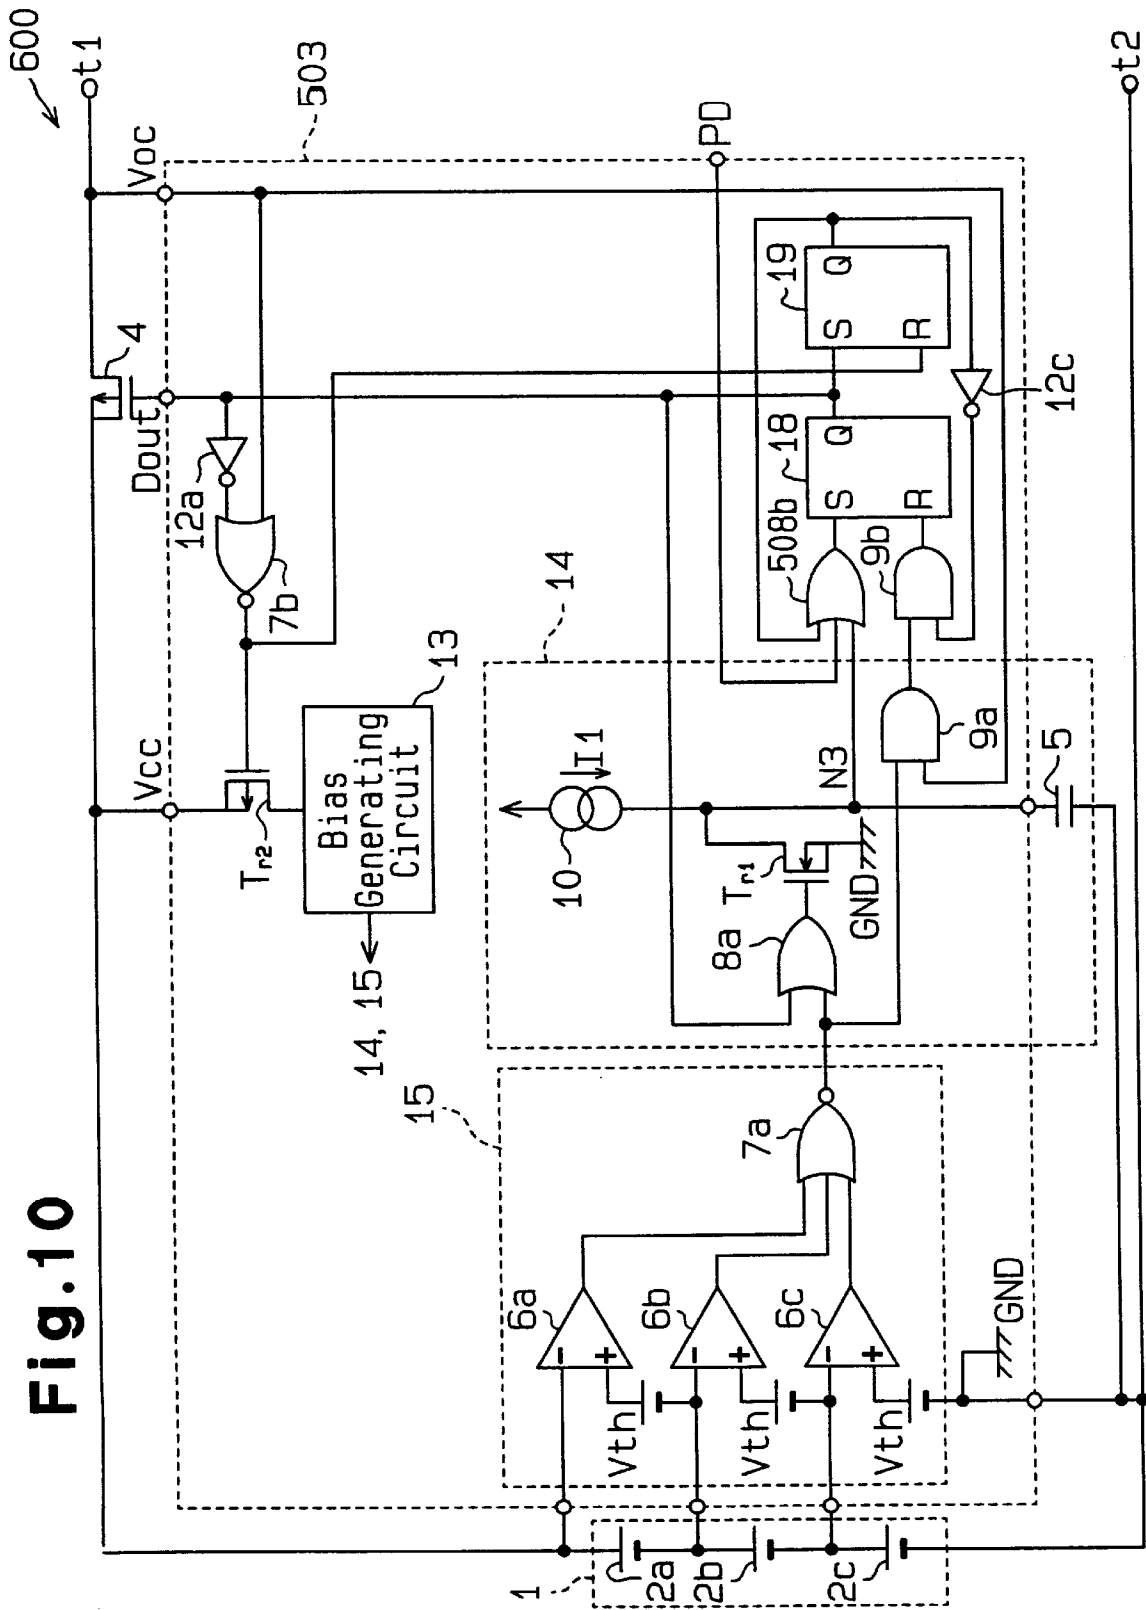 Fig.10
600
t1
Vcc
Voc
4
Dout
12a
7b
503
Tr2
Bias
Generating
Circuit
13
14, 15
14
PD
15
10
I1
Tr1
8a
GND
N3
9a
5
508b
9b
18
S
Q
R
19
S
Q
R
12c
6a
-
+
Vth
6b
-
+
Vth
6c
-
+
Vth
7a
GND
1
2a
2b
2c
t2